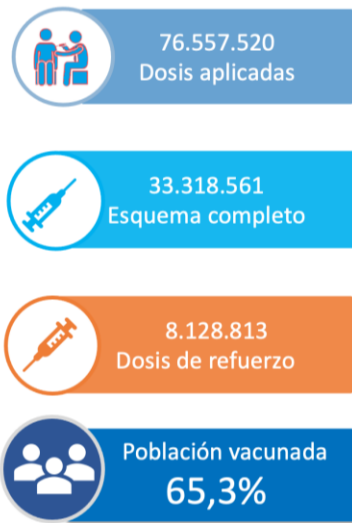 76.557.520
Dosis aplicadas
33.318.561
Esquema completo
8.128.813
Dosis de refuerzo
Población vacunada
65,3%